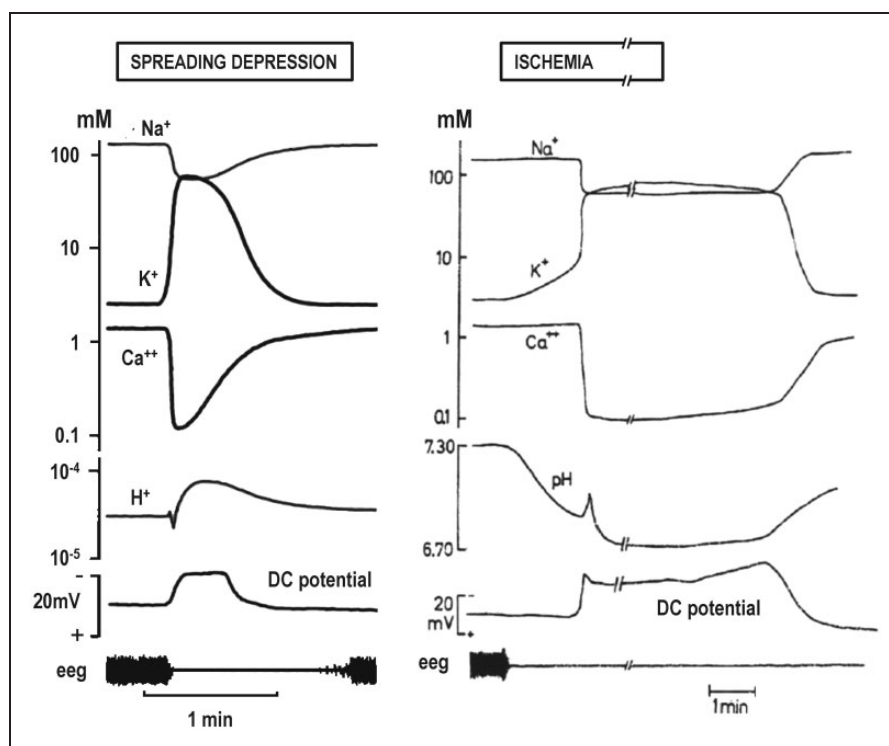 SPREADING DEPRESSION
mM
Na⁺
100
10
K⁺
1
Ca⁺⁺
0.1
10⁻⁴
H⁺
10⁻⁵
-
DC potential
20mV
+
eeg
1 min
ISCHEMIA
mM
Na⁺
100
10
K⁺
Ca⁺⁺
1
0.1
7.30
pH
6.70
-
20
mV
+
DC potential
eeg
1min